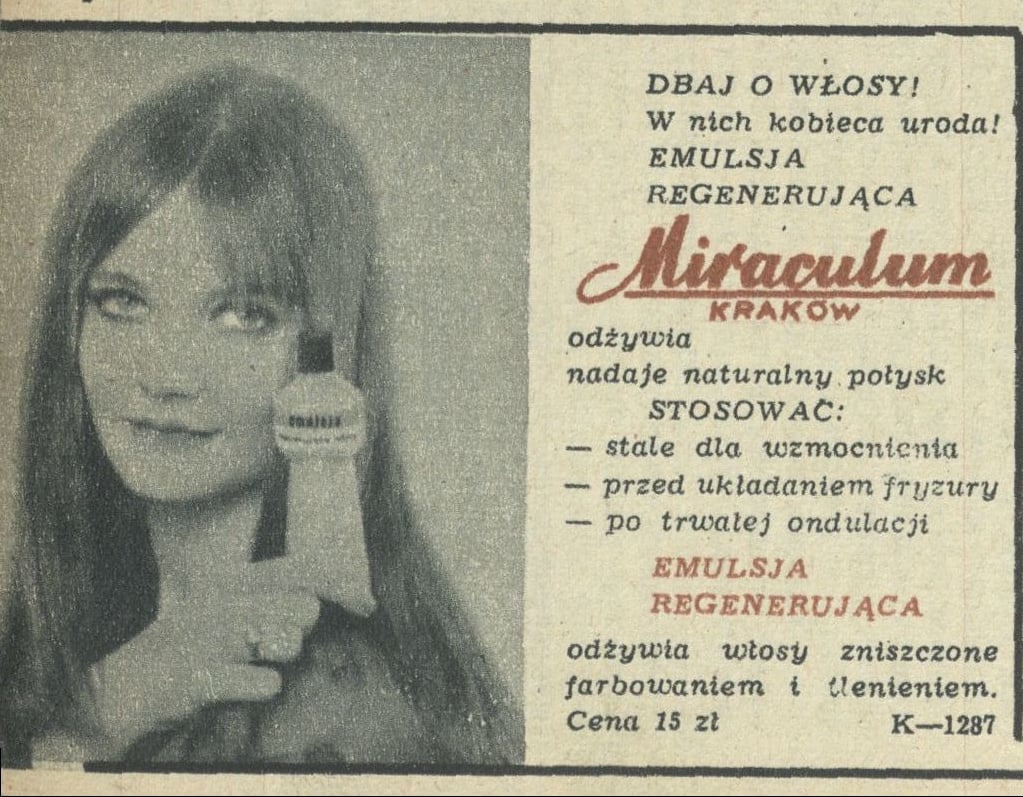 DBAJ O WŁOSY!
W nich kobieca uroda!
EMULSJA
REGENERUJĄCA
Miraculum
KRAKÓW
odżywia
nadaje naturalny połysk
STOSOWAĆ:
— stale dla wzmocnienia
— przed układaniem fryzury
— po trwałej ondulacji
EMULSJA
REGENERUJĄCA
odżywia włosy zniszczone
farbowaniem i tlenieniem.
Cena 15 zł K—1287
emulsja